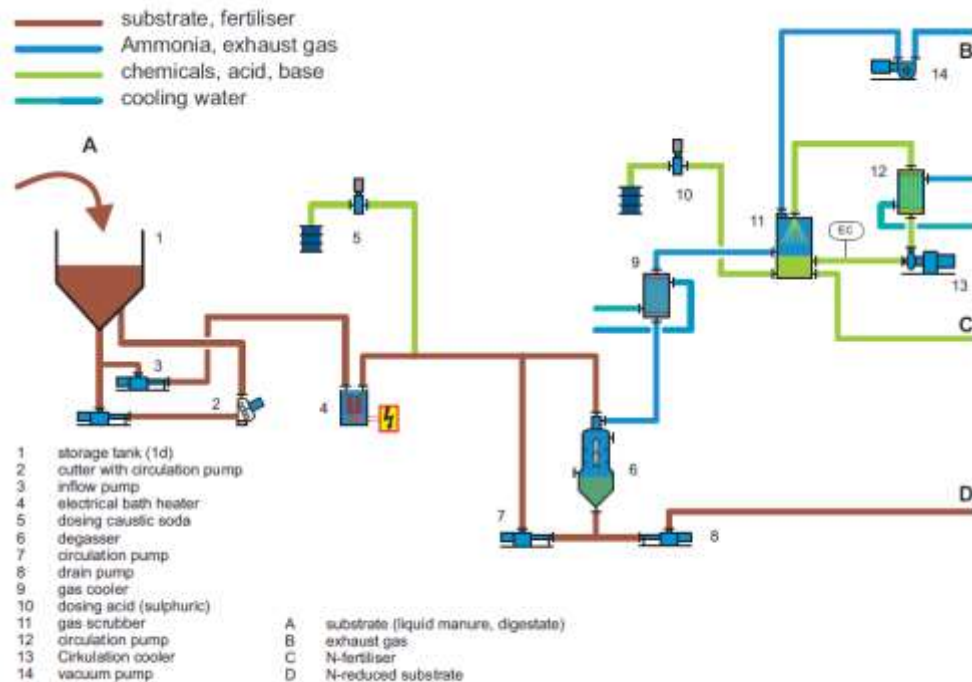 substrate, fertiliser
Ammonia, exhaust gas
chemicals, acid, base
cooling water
B
14
A
12
10
11
5
EC
1
9
13
C
3
2
4
6
D
7
8
1 storage tank (1d)
2 cutter with circulation pump
3 inflow pump
4 electrical bath heater
5 dosing caustic soda
6 degasser
7 circulation pump
8 drain pump
9 gas cooler
10 dosing acid (sulphuric)
11 gas scrubber
12 circulation pump
13 Cirkulation cooler
14 vacuum pump
A substrate (liquid manure, digestate)
B exhaust gas
C N-fertiliser
D N-reduced substrate